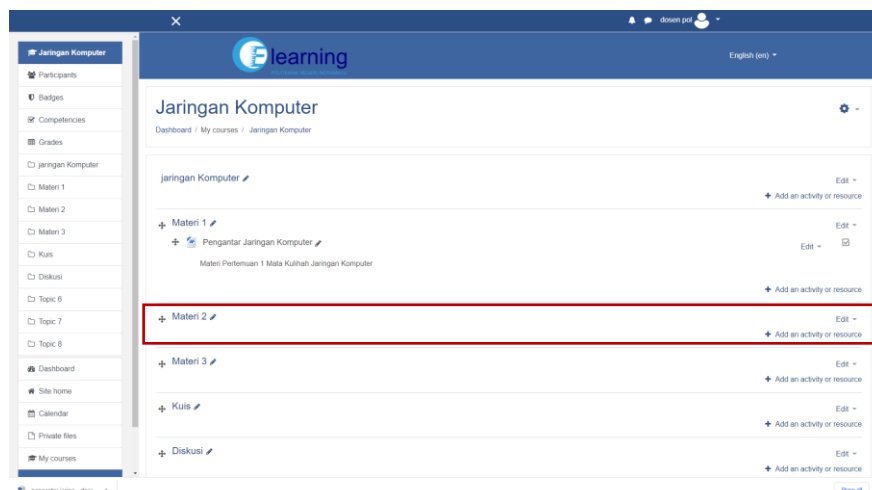 dosen pol
Jaringan Komputer
Participants
Badges
Competencies
Grades
jaringan Komputer
Materi 1
Materi 2
Materi 3
Kuis
Diskusi
Topic 6
Topic 7
Topic 8
Dashboard
Site home
Calendar
Private files
My courses
Elearning
English (en)
Jaringan Komputer
Dashboard / My courses / Jaringan Komputer
jaringan Komputer
Edit
+ Add an activity or resource
Materi 1
Edit
Pengantar Jaringan Komputer
Edit
Materi Pertemuan 1 Mata Kulihah Jaringan Komputer
+ Add an activity or resource
Materi 2
Edit
+ Add an activity or resource
Materi 3
Edit
+ Add an activity or resource
Kuis
Edit
+ Add an activity or resource
Diskusi
Edit
+ Add an activity or resource